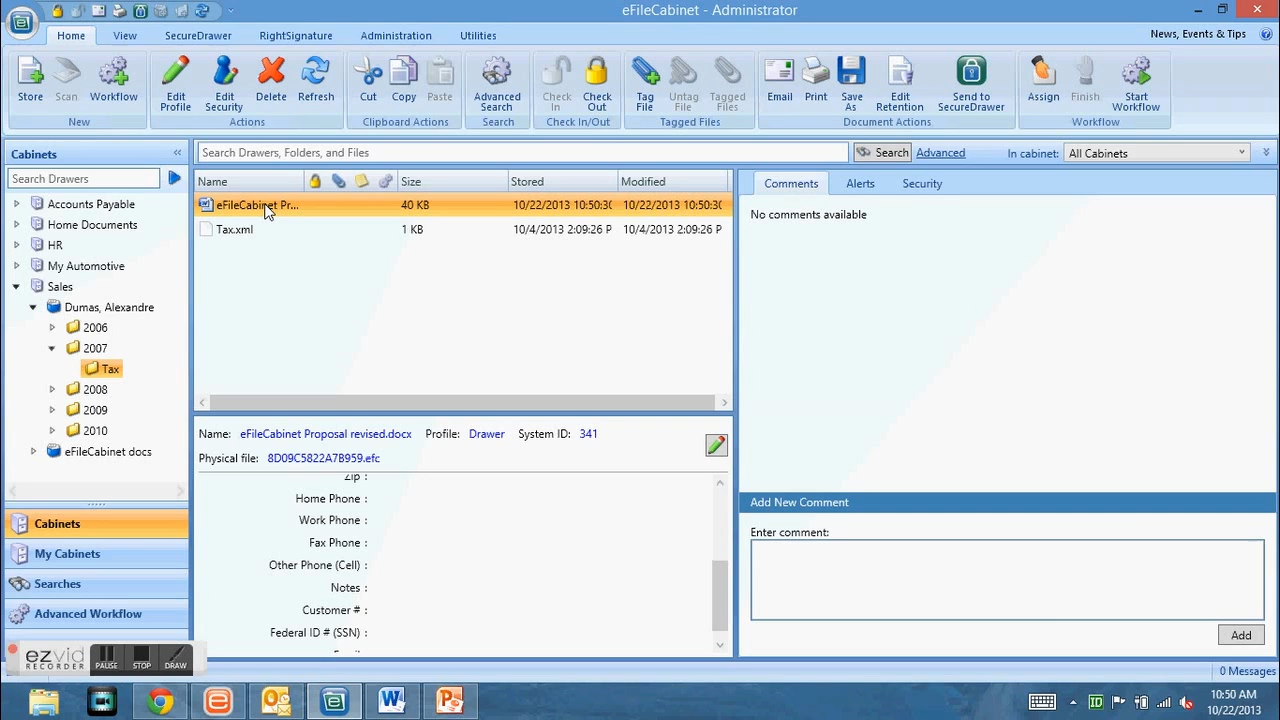 eFileCabinet - Administrator
Home View SecureDrawer RightSignature Administration Utilities
News, Events & Tips
Store Scan Workflow
New
Edit Profile Edit Security Delete Refresh
Actions
Cut Copy Paste
Clipboard Actions
Advanced Search
Search
Check In Check Out
Check In/Out
Tag File Untag File Tagged Files
Tagged Files
Email Print Save As Edit Retention Send to SecureDrawer
Document Actions
Assign Finish Start Workflow
Workflow
Cabinets
Search Drawers
Accounts Payable
Home Documents
HR
My Automotive
Sales
Dumas, Alexandre
2006
2007
Tax
2008
2009
2010
eFileCabinet docs
Cabinets
My Cabinets
Searches
Advanced Workflow
Search Drawers, Folders, and Files
Search Advanced In cabinet: All Cabinets
Name Size Stored Modified
eFileCabinet Pr... 40 KB 10/22/2013 10:50:3 10/22/2013 10:50:3
Tax.xml 1 KB 10/4/2013 2:09:26 P 10/4/2013 2:09:26 P
Name: eFileCabinet Proposal revised.docx Profile: Drawer System ID: 341
Physical file: 8D09C5822A7B959.efc
Zip :
Home Phone :
Work Phone :
Fax Phone :
Other Phone (Cell) :
Notes :
Customer # :
Federal ID # (SSN) :
Comments Alerts Security
No comments available
Add New Comment
Enter comment:
Add
0 Messages
ezvid
RECORDER
PAUSE STOP DRAW
10:50 AM
10/22/2013